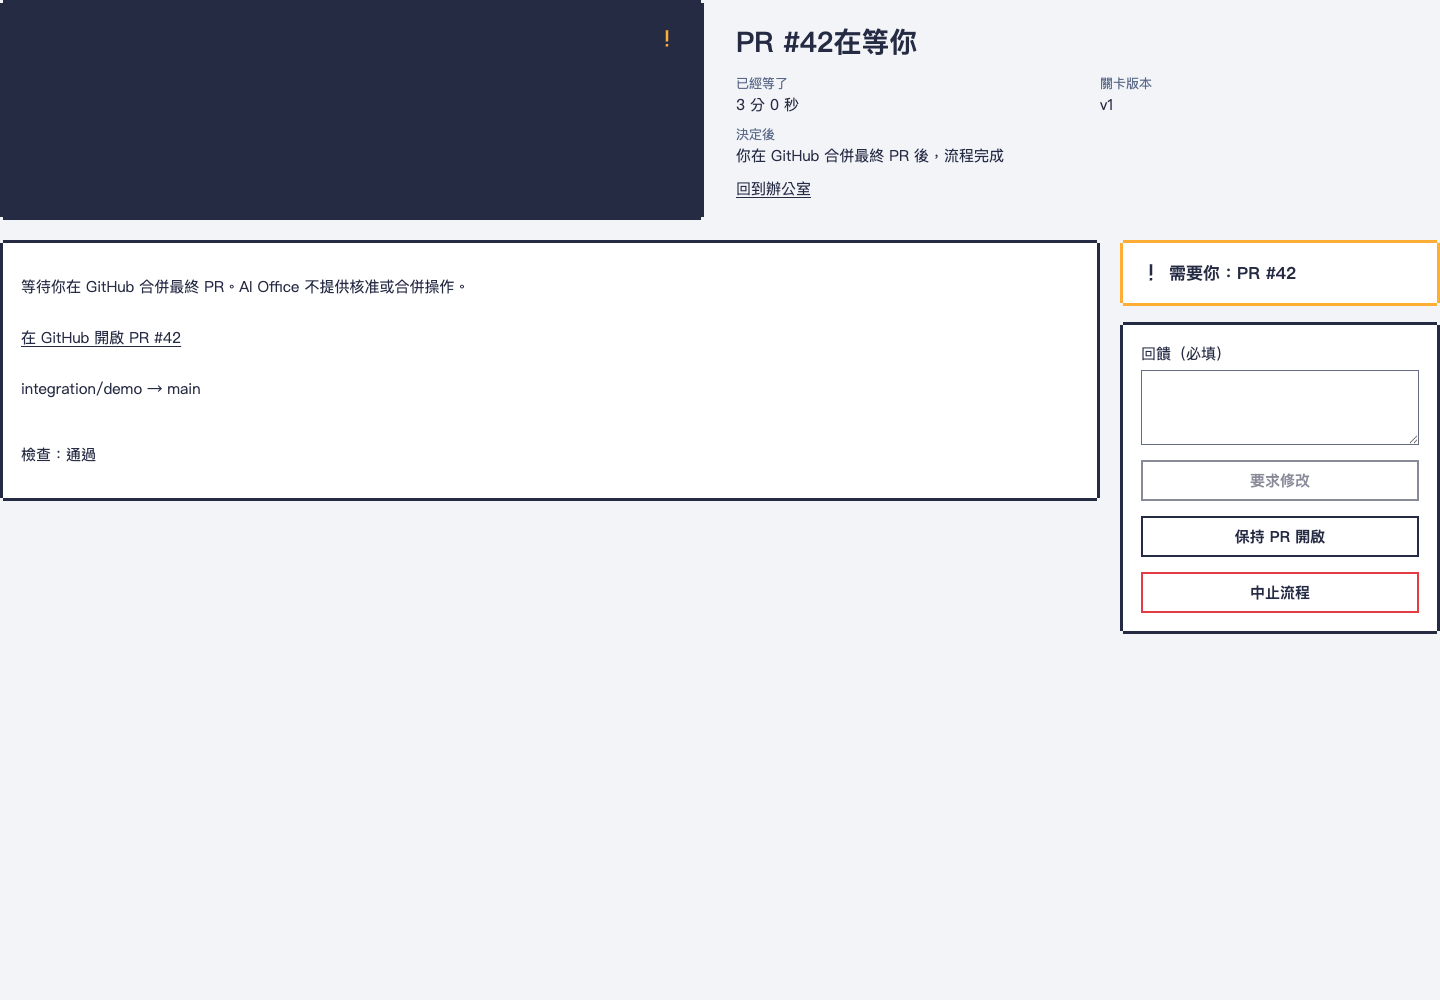 !
PR #42在等你
已經等了
3 分 0 秒
關卡版本
v1
決定後
你在 GitHub 合併最終 PR 後，流程完成
回到辦公室
等待你在 GitHub 合併最終 PR。AI Office 不提供核准或合併操作。
在 GitHub 開啟 PR #42
integration/demo → main
檢查：通過
! 需要你：PR #42
回饋（必填）
要求修改
保持 PR 開啟
中止流程